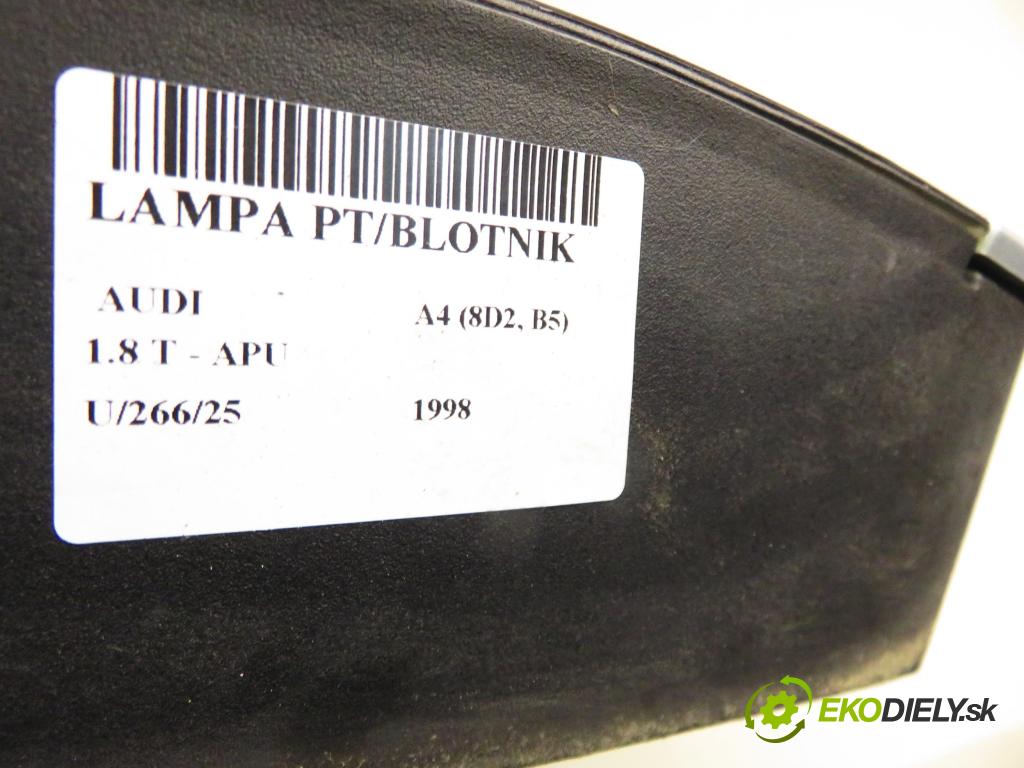 LAMPA PT/BLOTNIK
AUDI A4 (8D2, B5)
1.8 T - APU
U/266/25 1998
EKODIELY.sk